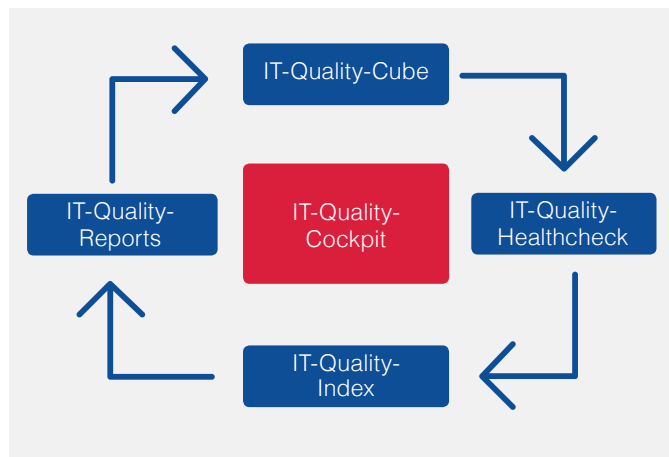 IT-Quality-Cube
IT-Quality-
Reports
IT-Quality-
Cockpit
IT-Quality-
Healthcheck
IT-Quality-
Index